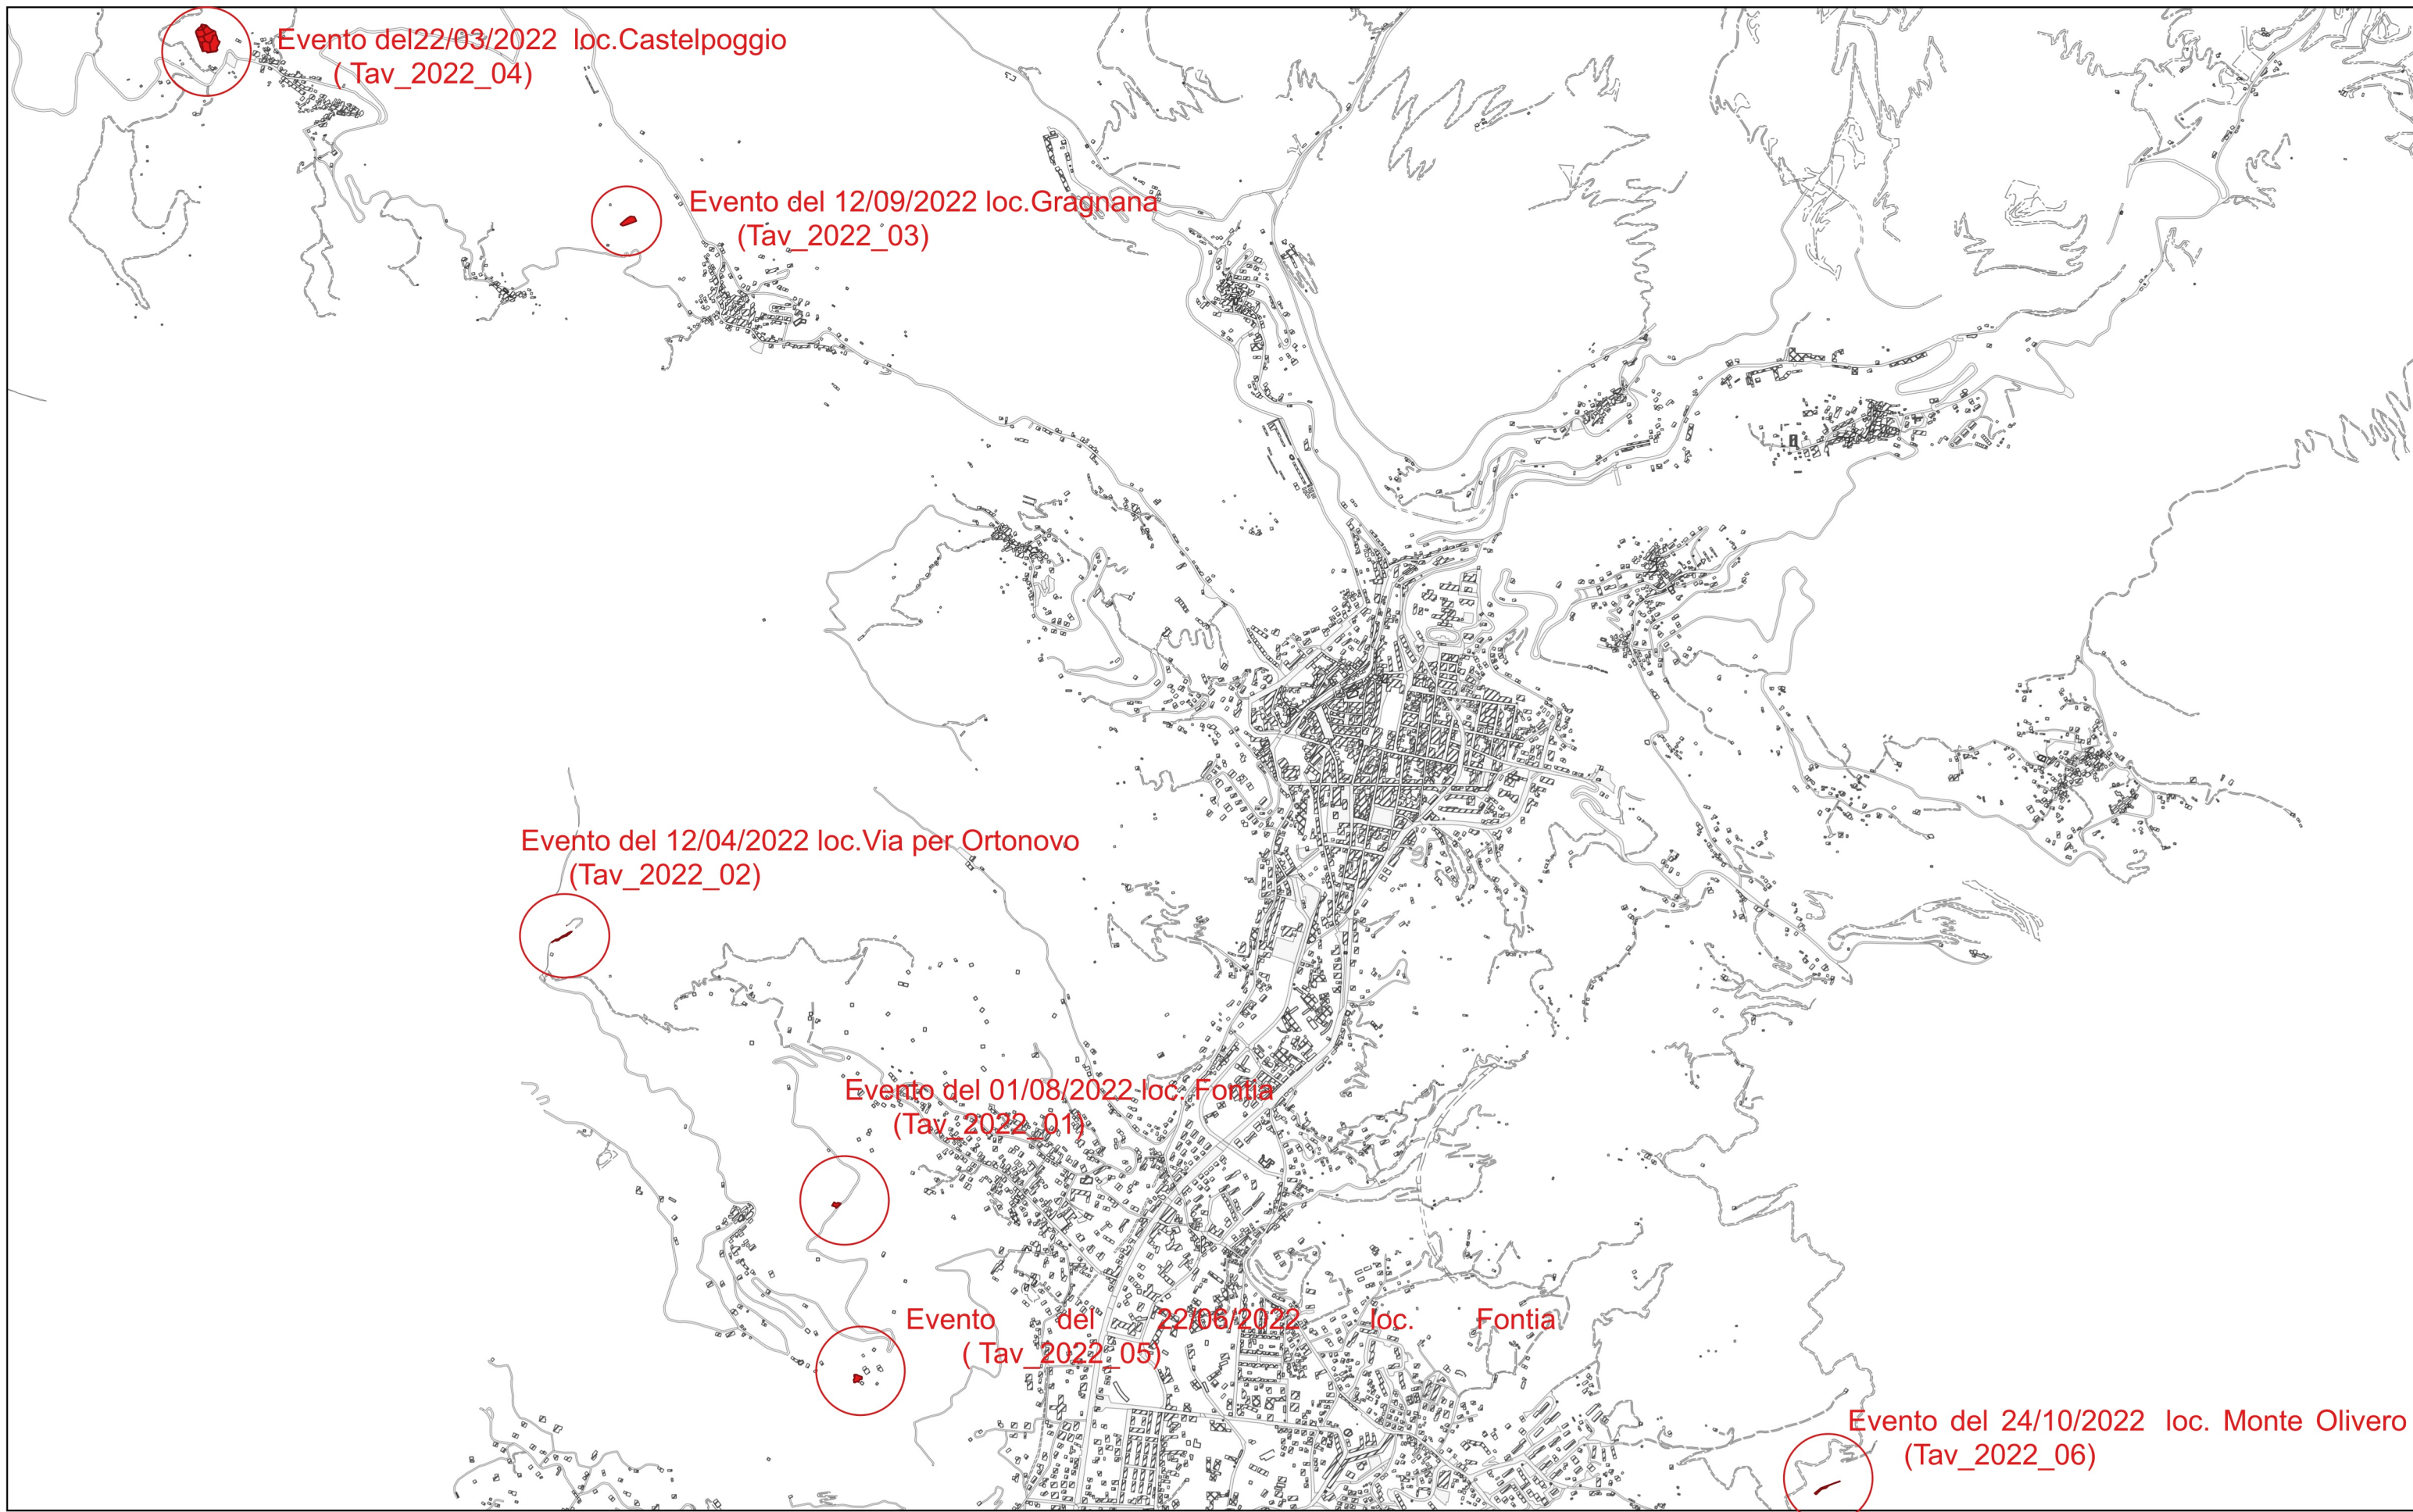 Evento del22/03/2022 loc.Castelpoggio
( Tav_2022_04)
Evento del 12/09/2022 loc.Gragnana
(Tav_2022_03)
Evento del 12/04/2022 loc.Via per Ortonovo
(Tav_2022_02)
Evento del 01/08/2022 loc. Fontia
(Tav_2022_01)
Evento del 22/06/2022 loc. Fontia
( Tav_2022_05)
Evento del 24/10/2022 loc. Monte Olivero
(Tav_2022_06)